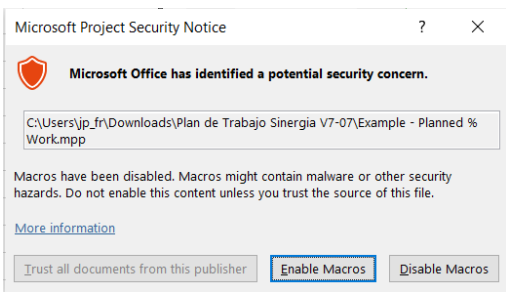 Microsoft Project Security Notice ?
Microsoft Office has identified a potential security concern.
C:\Users\jp_fr\Downloads\Plan de Trabajo Sinergia V7-07\Example - Planned %
Work.mpp
Macros have been disabled. Macros might contain malware or other security
hazards. Do not enable this content unless you trust the source of this file.
More information
Trust all documents from this publisher Enable Macros Disable Macros